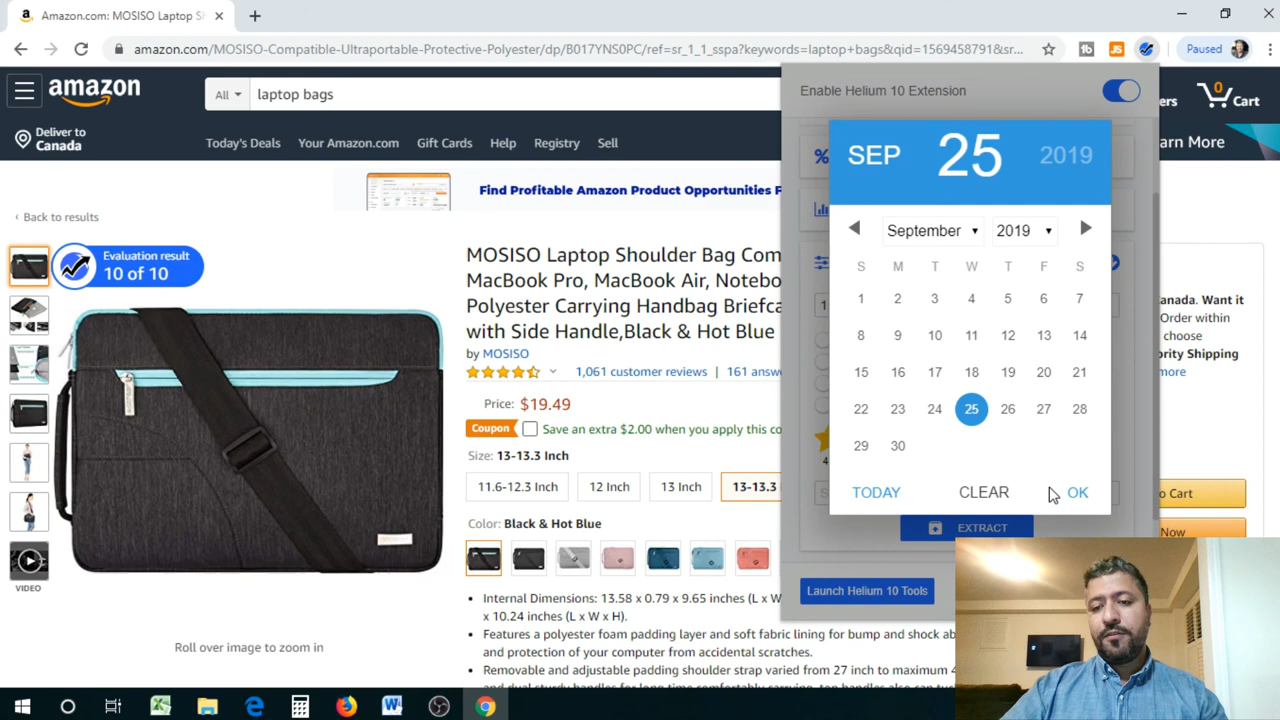 Amazon.com: MOSISO Laptop S
amazon.com/MOSISO-Compatible-Ultraportable-Protective-Polyester/dp/B017YNS0PC/ref=sr_1_1_sspa?keywords=laptop+bags&qid=1569458791&sr...
Paused
amazon
All
laptop bags
Cart
0
Deliver to
Canada
Today's Deals
Your Amazon.com
Gift Cards
Help
Registry
Sell
Learn More
Find Profitable Amazon Product Opportunities F
‹ Back to results
Evaluation result
10 of 10
MOSISO Laptop Shoulder Bag Com
MacBook Pro, MacBook Air, Notebo
Polyester Carrying Handbag Briefca
with Side Handle,Black & Hot Blue
by MOSISO
1,061 customer reviews | 161 answe
Price: $19.49
Coupon Save an extra $2.00 when you apply this co
Size: 13-13.3 Inch
11.6-12.3 Inch
12 Inch
13 Inch
13-13.3
Color: Black & Hot Blue
• Internal Dimensions: 13.58 x 0.79 x 9.65 inches (L x W
x 10.24 inches (L x W x H).
• Features a polyester foam padding layer and soft fabric lining for bump and shock ab
and protection of your computer from accidental scratches.
• Removable and adjustable padding shoulder strap varied from 27 inch to maximum 4
VIDEO
Roll over image to zoom in
Enable Helium 10 Extension
SEP 25 2019
September 2019
S M T W T F S
1 2 3 4 5 6 7
8 9 10 11 12 13 14
15 16 17 18 19 20 21
22 23 24 25 26 27 28
29 30
TODAY CLEAR OK
EXTRACT
Launch Helium 10 Tools
anada. Want it
Order within
choose
ority Shipping
more
o Cart
Now